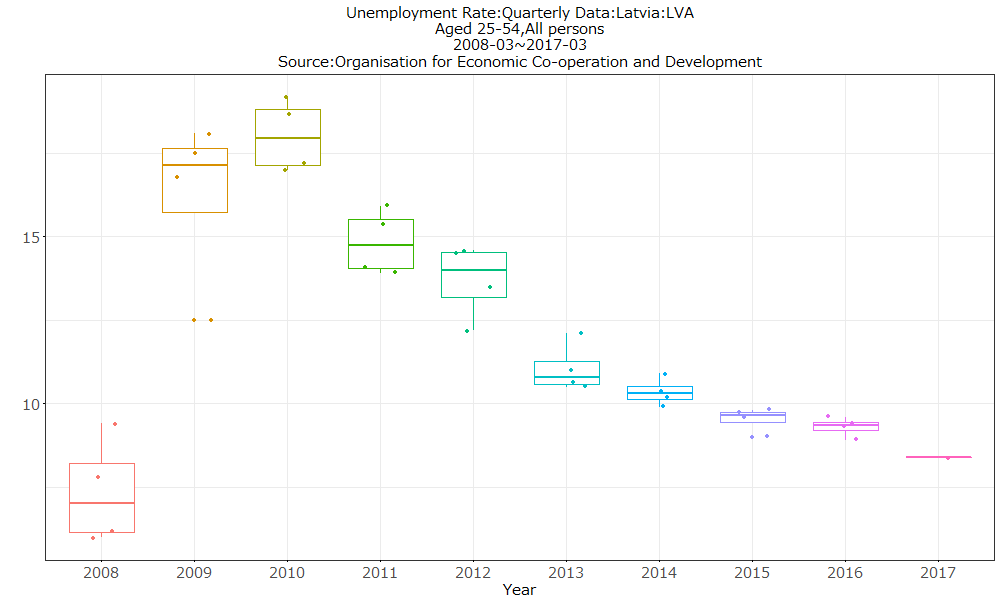 Unemployment Rate:Quarterly Data:Latvia:LVA
Aged 25-54,All persons
2008-03~2017-03
Source:Organisation for Economic Co-operation and Development
15
10
2008 2009 2010 2011 2012 2013 2014 2015 2016 2017
Year